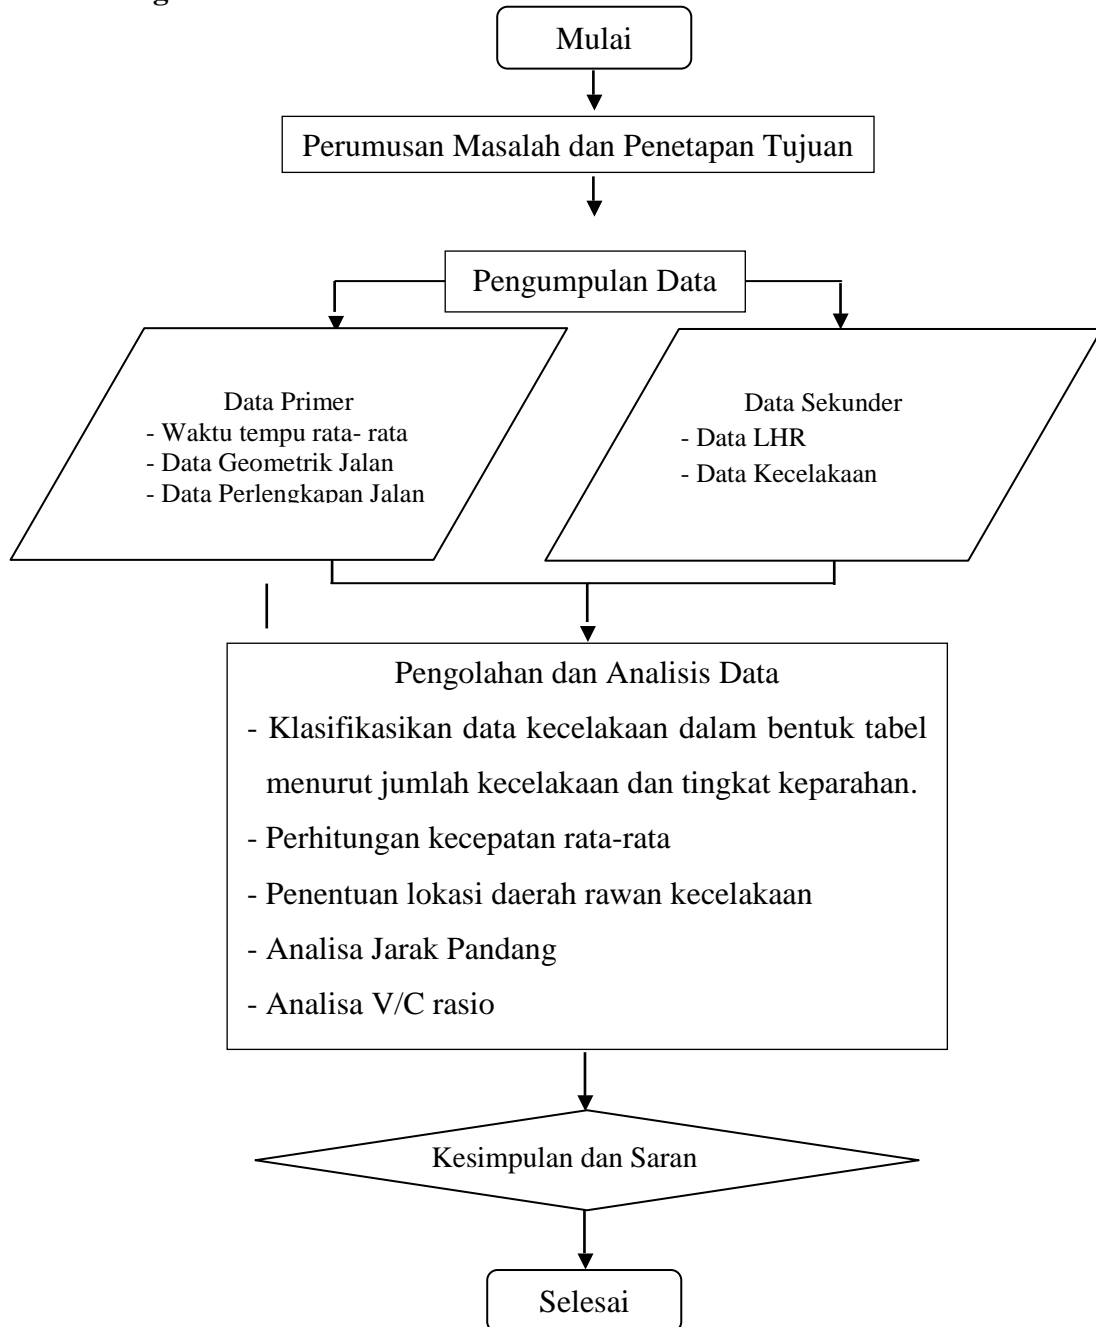 Mulai
Perumusan Masalah dan Penetapan Tujuan
Pengumpulan Data
Data Primer
- Waktu tempu rata- rata
- Data Geometrik Jalan
- Data Perlengkapan Jalan
Data Sekunder
- Data LHR
- Data Kecelakaan
Pengolahan dan Analisis Data
- Klasifikasikan data kecelakaan dalam bentuk tabel
menurut jumlah kecelakaan dan tingkat keparahan.
- Perhitungan kecepatan rata-rata
- Penentuan lokasi daerah rawan kecelakaan
- Analisa Jarak Pandang
- Analisa V/C rasio
Kesimpulan dan Saran
Selesai